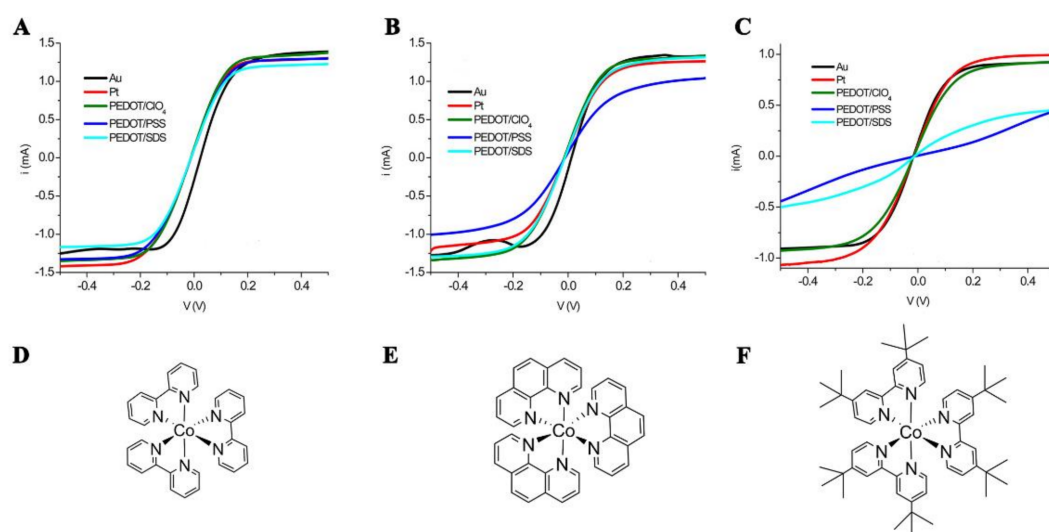 A
i (mA)
1.5
1.0
0.5
0.0
-0.5
-1.0
-1.5
Au
Pt
PEDOT/ClO4
PEDOT/PSS
PEDOT/SDS
-0.4
-0.2
0.0
0.2
0.4
V (V)
B
i (mA)
1.5
1.0
0.5
0.0
-0.5
-1.0
-1.5
Au
Pt
PEDOT/ClO4
PEDOT/PSS
PEDOT/SDS
-0.4
-0.2
0.0
0.2
0.4
V (V)
C
i(mA)
1.0
0.5
0.0
-0.5
-1.0
Au
Pt
PEDOT/ClO4
PEDOT/PSS
PEDOT/SDS
-0.4
-0.2
0.0
0.2
0.4
V (V)
D
N
N
N
Co
N
N
N
E
N
N
N
Co
N
N
N
F
N
N
N
Co
N
N
N